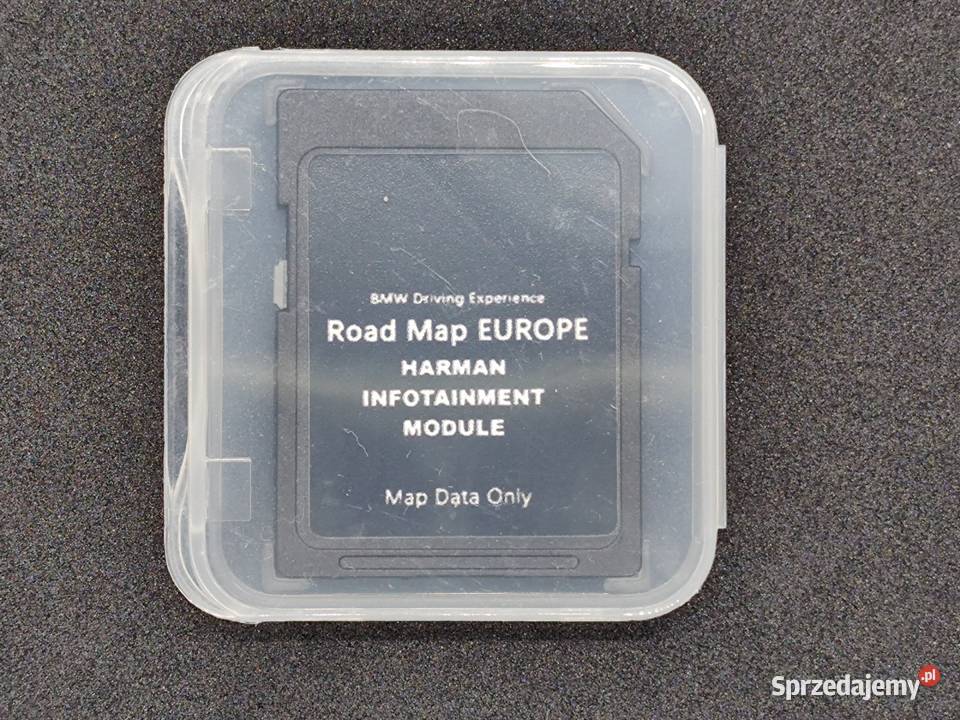 BMW Driving Experience
Road Map EUROPE
HARMAN
INFOTAINMENT
MODULE
Map Data Only
Sprzedajemy.pl